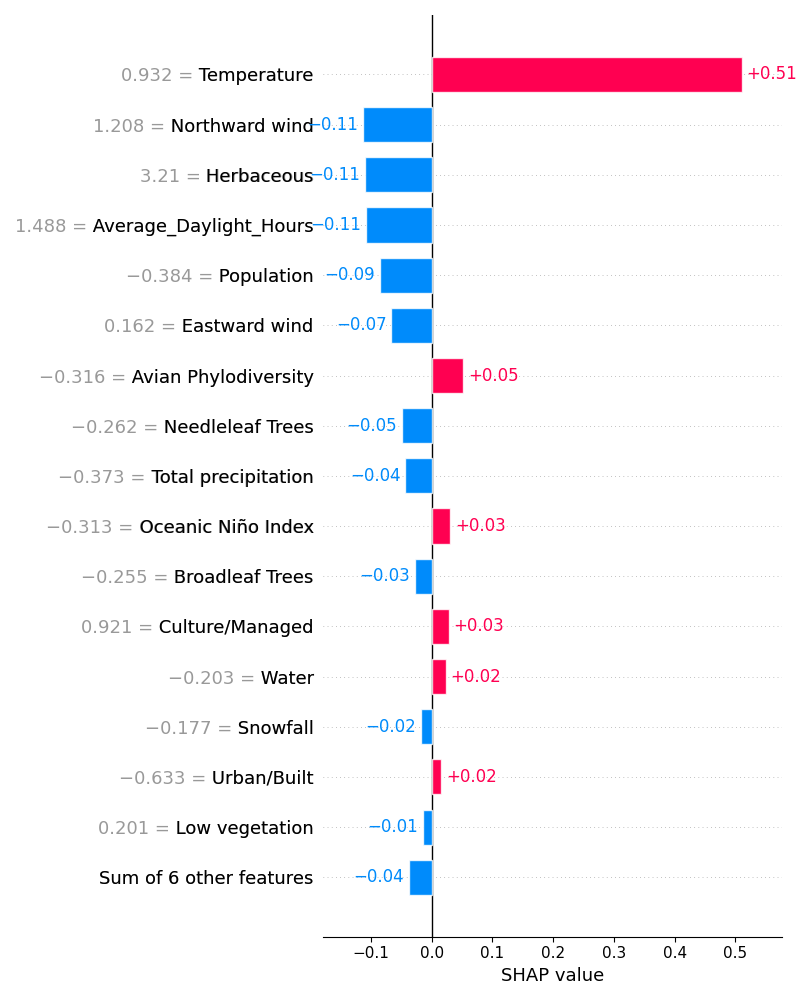 0.932 = Temperature +0.51
1.208 = Northward wind −0.11
3.21 = Herbaceous −0.11
1.488 = Average_Daylight_Hours −0.11
−0.384 = Population −0.09
0.162 = Eastward wind −0.07
−0.316 = Avian Phylodiversity +0.05
−0.262 = Needleleaf Trees −0.05
−0.373 = Total precipitation −0.04
−0.313 = Oceanic Niño Index +0.03
−0.255 = Broadleaf Trees −0.03
0.921 = Culture/Managed +0.03
−0.203 = Water +0.02
−0.177 = Snowfall −0.02
−0.633 = Urban/Built +0.02
0.201 = Low vegetation −0.01
Sum of 6 other features −0.04
−0.1 0.0 0.1 0.2 0.3 0.4 0.5
SHAP value